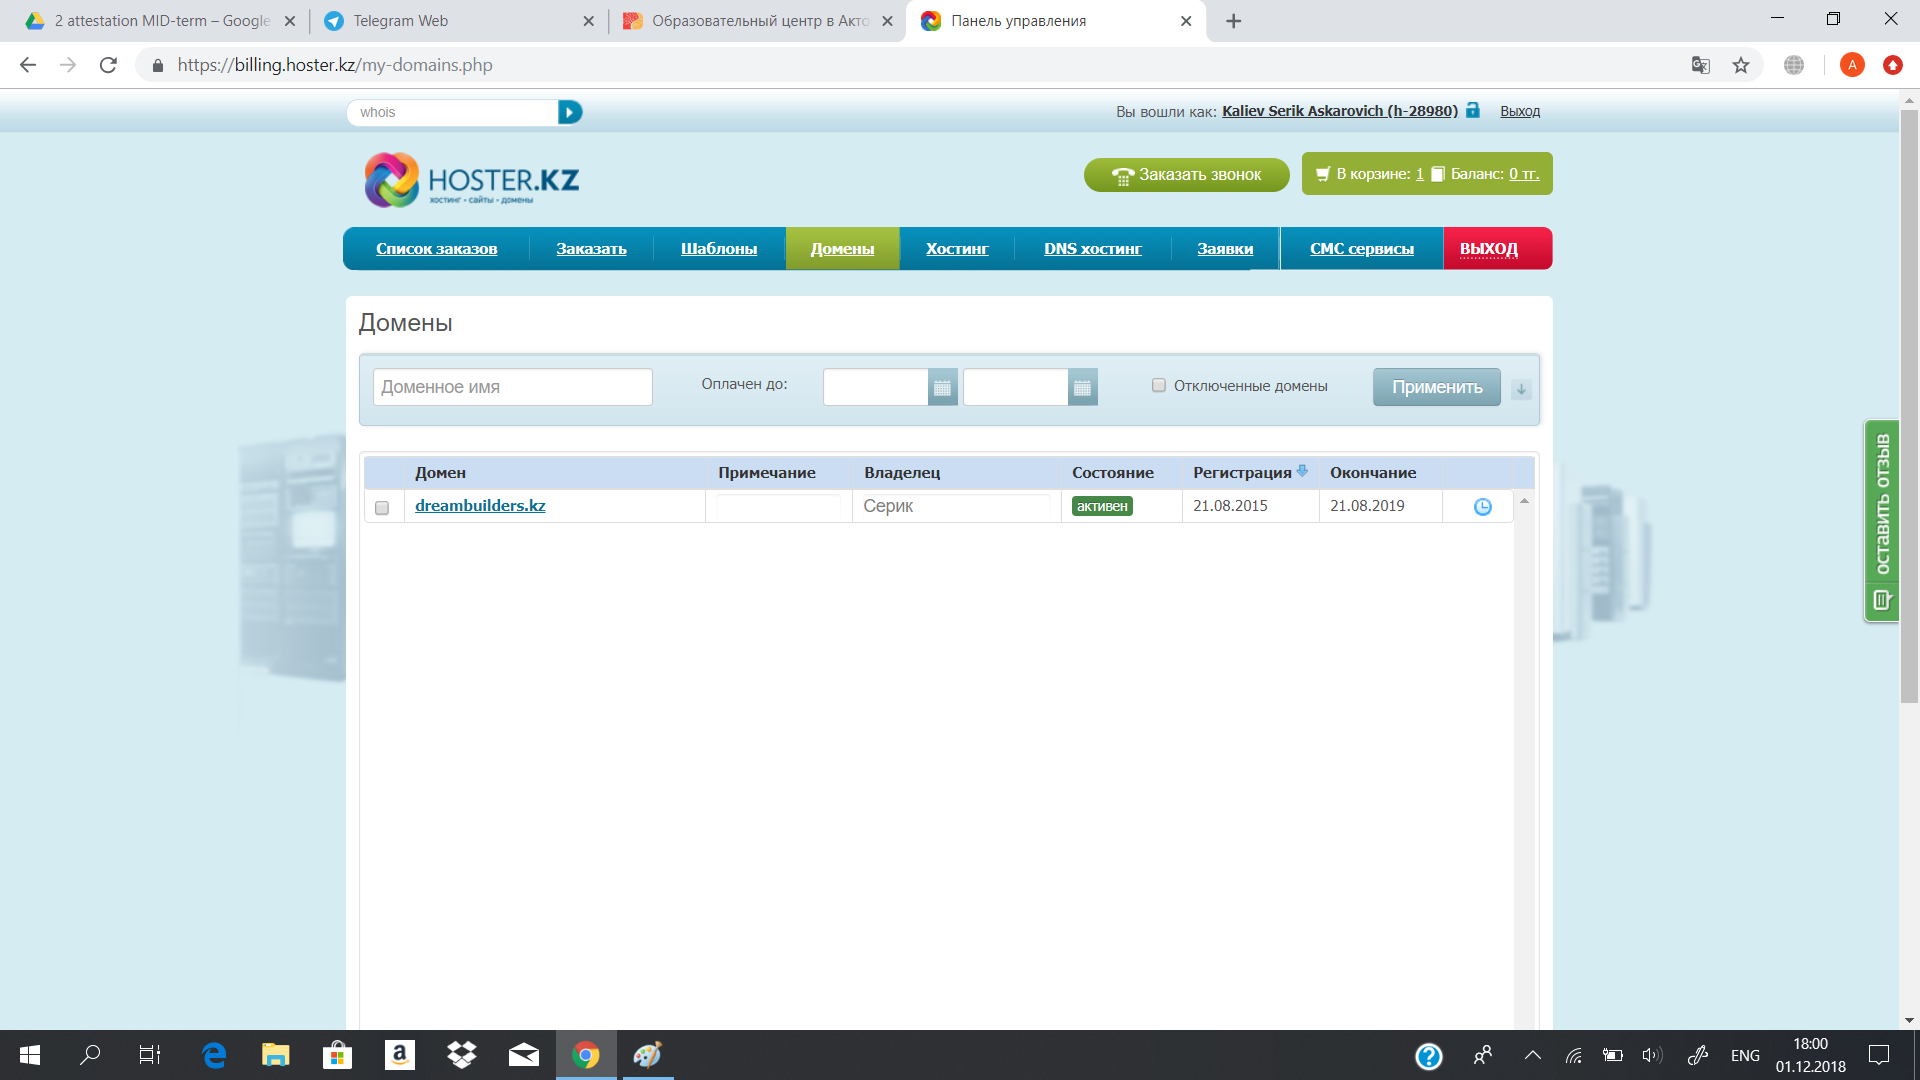 2 attestation MID-term – Google
Telegram Web
Образовательный центр в Акто
Панель управления
https://billing.hoster.kz/my-domains.php
A
whois
Вы вошли как: Kaliev Serik Askarovich (h-28980)
Выход
HOSTER.KZ
хостинг • сайты • домены
Заказать звонок
В корзине: 1 Баланс: 0 тг.
Список заказов
Заказать
Шаблоны
Домены
Хостинг
DNS хостинг
Заявки
СМС сервисы
ВЫХОД
Домены
Доменное имя
Оплачен до:
Отключенные домены
Применить
Домен Примечание Владелец Состояние Регистрация Окончание
dreambuilders.kz Серик активен 21.08.2015 21.08.2019
оставить отзыв
ENG
18:00
01.12.2018